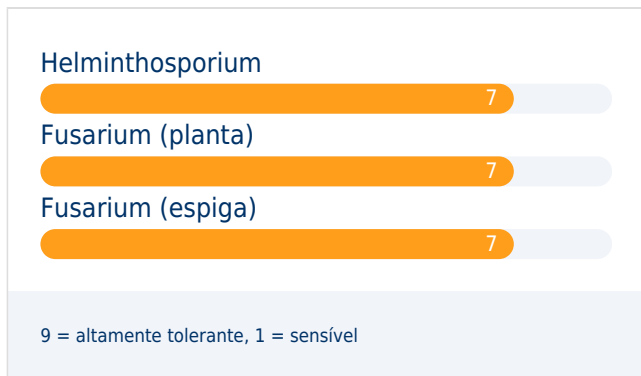 Helminthosporium
7
Fusarium (planta)
7
Fusarium (espiga)
7
9 = altamente tolerante, 1 = sensível